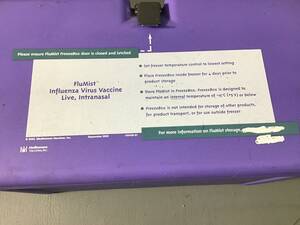 Please ensure FluMist FreezeBox door is closed and latched
FluMist™
Influenza Virus Vaccine
Live, Intranasal
Set freezer temperature control to lowest setting
Place FreezeBox inside freezer for 4 days prior to
product storage
Store FluMist in FreezeBox. FreezeBox is designed to
maintain an internal temperature of -15°C (+5°F) or below
FreezeBox is not intended for storage of other products,
for product transport, or for use outside freezer
For more information on FluMist storage,